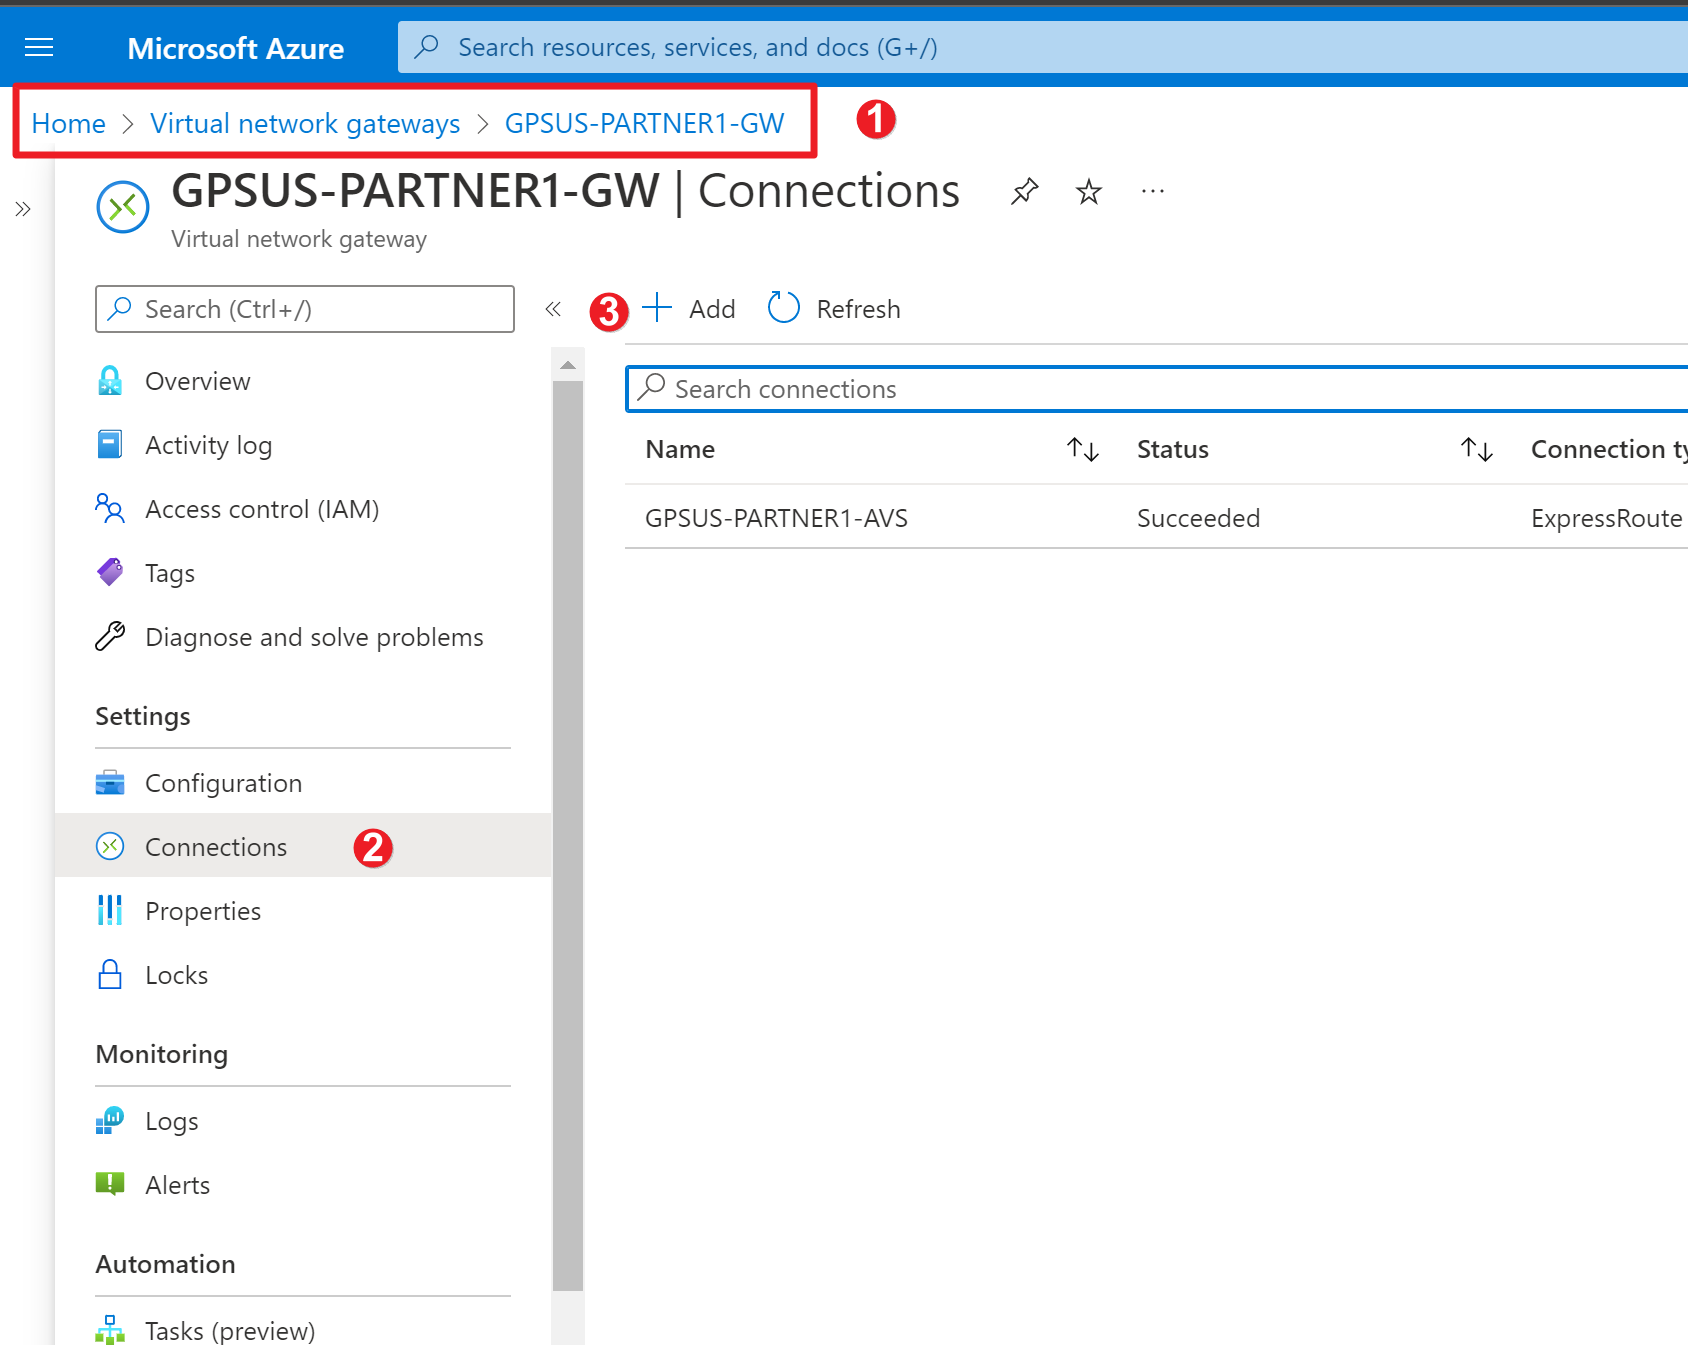 Microsoft Azure
Search resources, services, and docs (G+/)
Home > Virtual network gateways > GPSUS-PARTNER1-GW 1
GPSUS-PARTNER1-GW | Connections
Virtual network gateway
Search (Ctrl+/)
3 Add Refresh
Overview
Activity log
Access control (IAM)
Tags
Diagnose and solve problems
Settings
Configuration
Connections 2
Properties
Locks
Monitoring
Logs
Alerts
Automation
Tasks (preview)
Search connections
Name Status Connection ty
GPSUS-PARTNER1-AVS Succeeded ExpressRoute